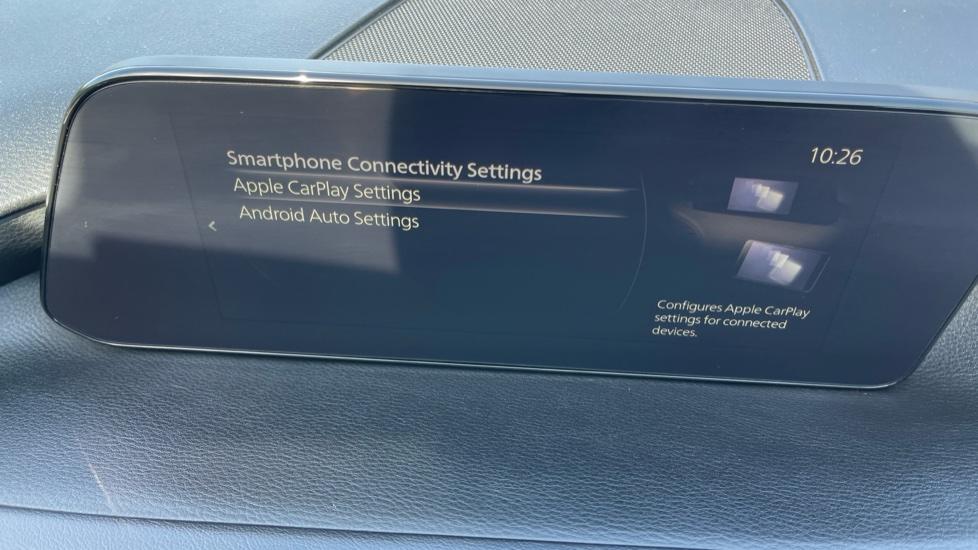 Smartphone Connectivity Settings
10:26
Apple CarPlay Settings
Android Auto Settings
Configures Apple CarPlay
settings for connected
devices.